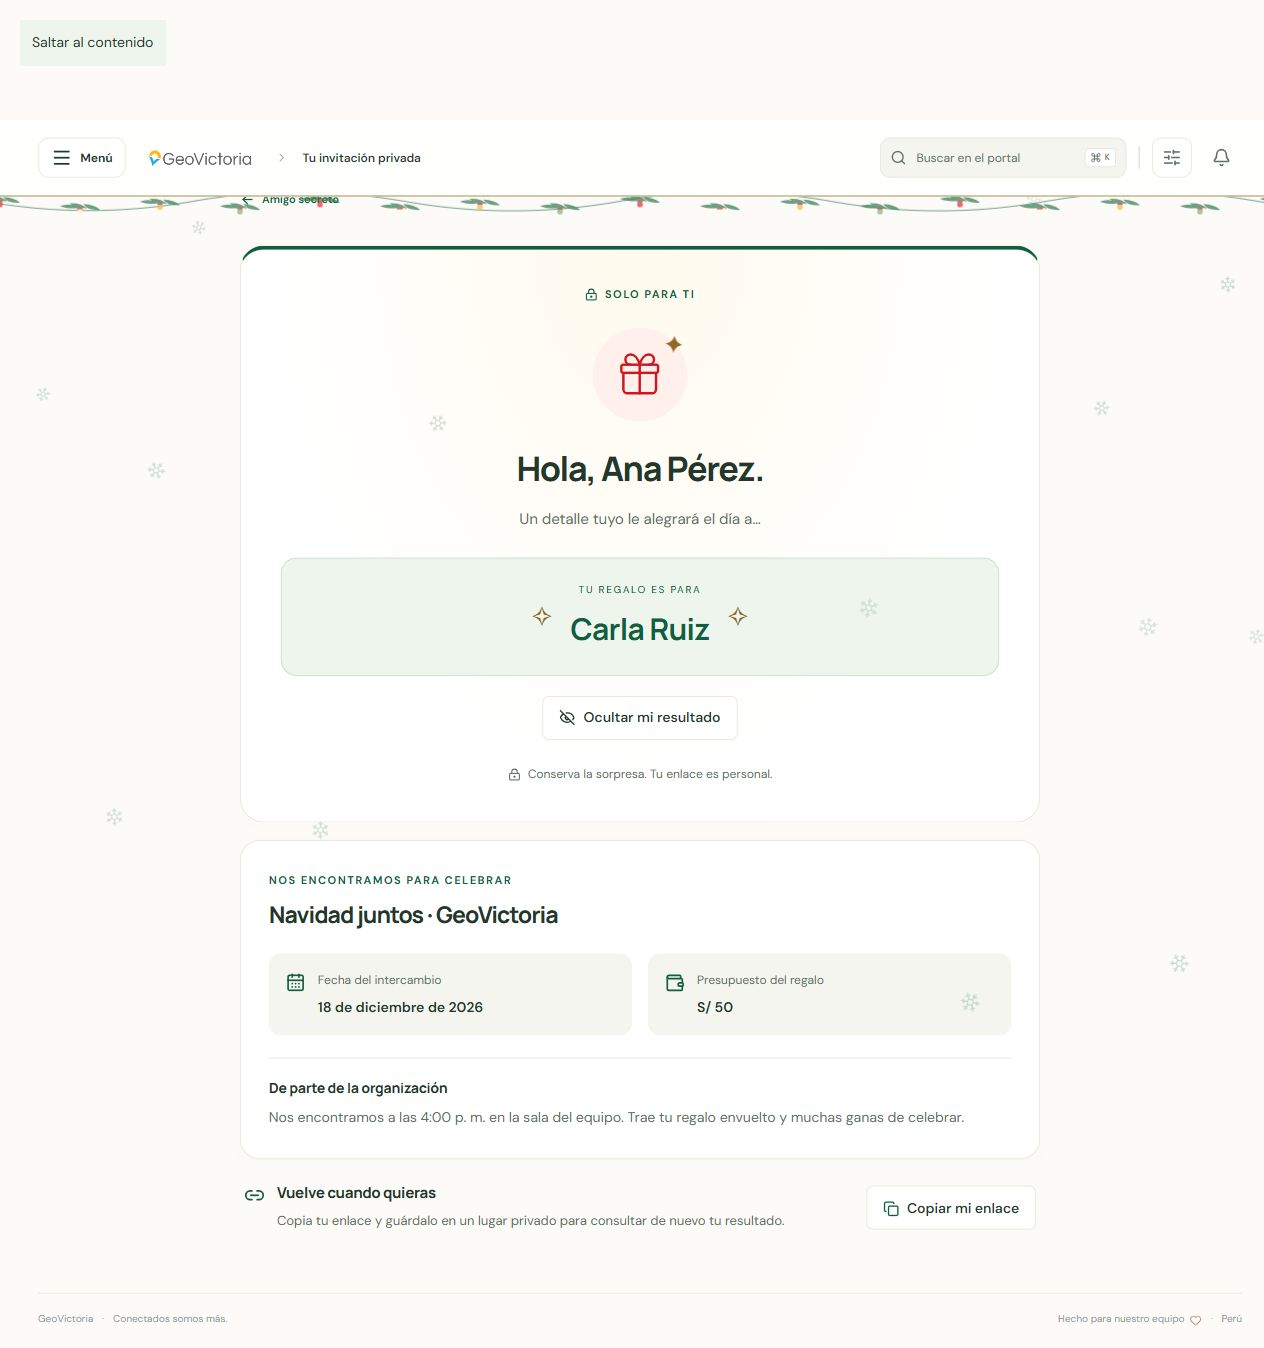 Saltar al contenido
Menú
GeoVictoria
Tu invitación privada
Buscar en el portal
⌘ K
Amigo secreto
SOLO PARA TI
Hola, Ana Pérez.
Un detalle tuyo le alegrará el día a...
TU REGALO ES PARA
Carla Ruiz
Ocultar mi resultado
Conserva la sorpresa. Tu enlace es personal.
NOS ENCONTRAMOS PARA CELEBRAR
Navidad juntos · GeoVictoria
Fecha del intercambio
18 de diciembre de 2026
Presupuesto del regalo
S/ 50
De parte de la organización
Nos encontramos a las 4:00 p. m. en la sala del equipo. Trae tu regalo envuelto y muchas ganas de celebrar.
Vuelve cuando quieras
Copia tu enlace y guárdalo en un lugar privado para consultar de nuevo tu resultado.
Copiar mi enlace
GeoVictoria · Conectados somos más.
Hecho para nuestro equipo · Perú